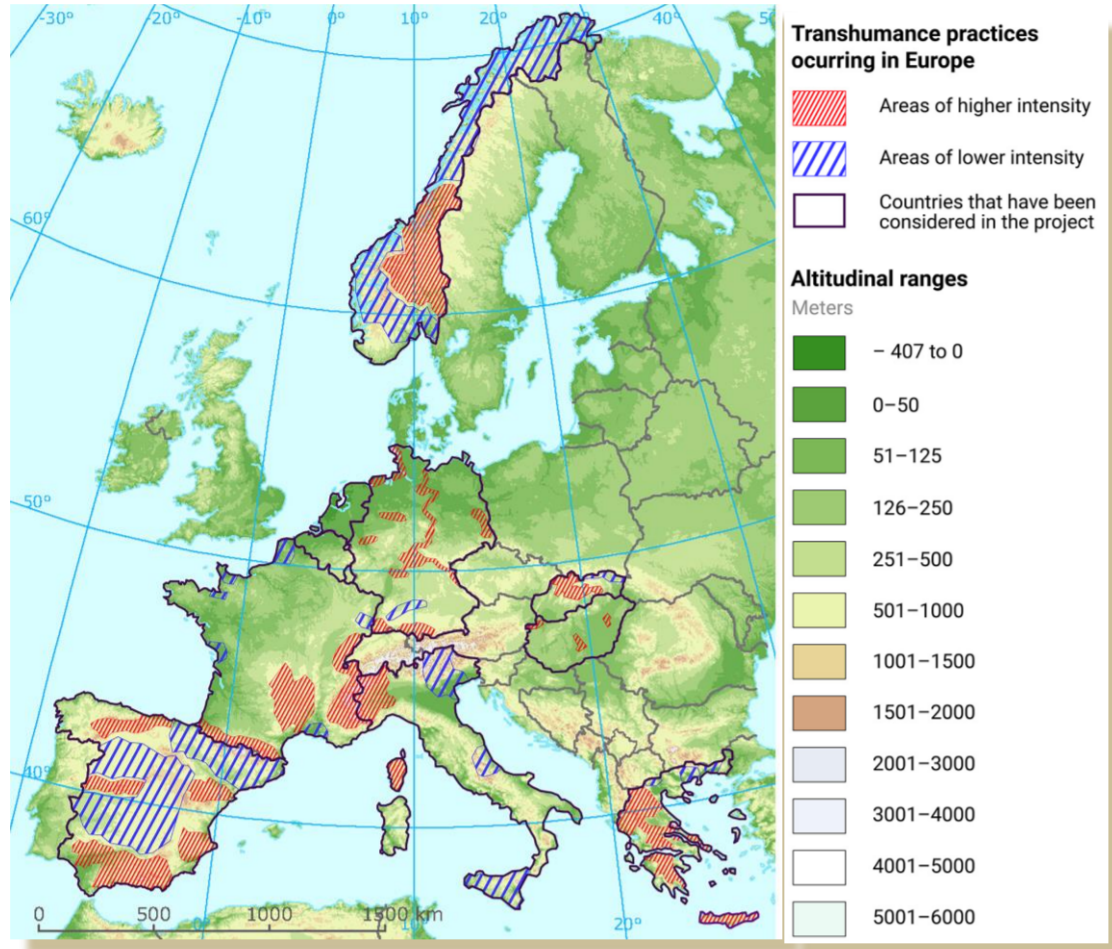 -30° -20° -10° 0° 10° 20° 30° 40°
60°
50°
40°
0 500 1000 1500 km
0° 20°
Transhumance practices
occurring in Europe
Areas of higher intensity
Areas of lower intensity
Countries that have been
considered in the project
Altitudinal ranges
Meters
– 407 to 0
0–50
51–125
126–250
251–500
501–1000
1001–1500
1501–2000
2001–3000
3001–4000
4001–5000
5001–6000